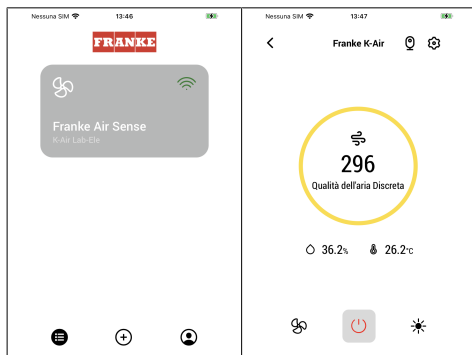 Nessuna SIM 13:46
FRANKE
Franke Air Sense
K-Air Lab-Ele
Nessuna SIM 13:47
Franke K-Air
296
Qualità dell'aria Discreta
36.2% 26.2°C